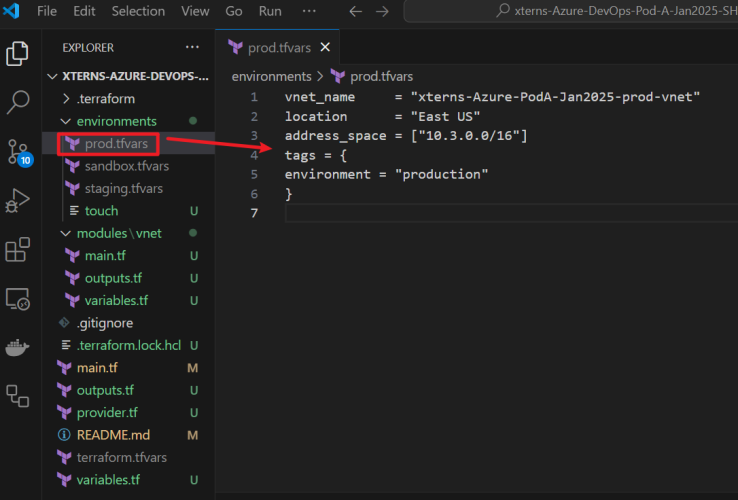 File Edit Selection View Go Run ··· xterns-Azure-DevOps-Pod-A-Jan2025-SH
EXPLORER ···
XTERNS-AZURE-DEVOPS-...
.terraform
environments
prod.tfvars
sandbox.tfvars
staging.tfvars
touch U
modules\vnet
main.tf U
outputs.tf U
variables.tf U
.gitignore
.terraform.lock.hcl U
main.tf M
outputs.tf U
provider.tf U
README.md M
terraform.tfvars
variables.tf U
10
prod.tfvars
environments > prod.tfvars
1 vnet_name = "xterns-Azure-PodA-Jan2025-prod-vnet"
2 location = "East US"
3 address_space = ["10.3.0.0/16"]
4 tags = {
5 environment = "production"
6 }
7